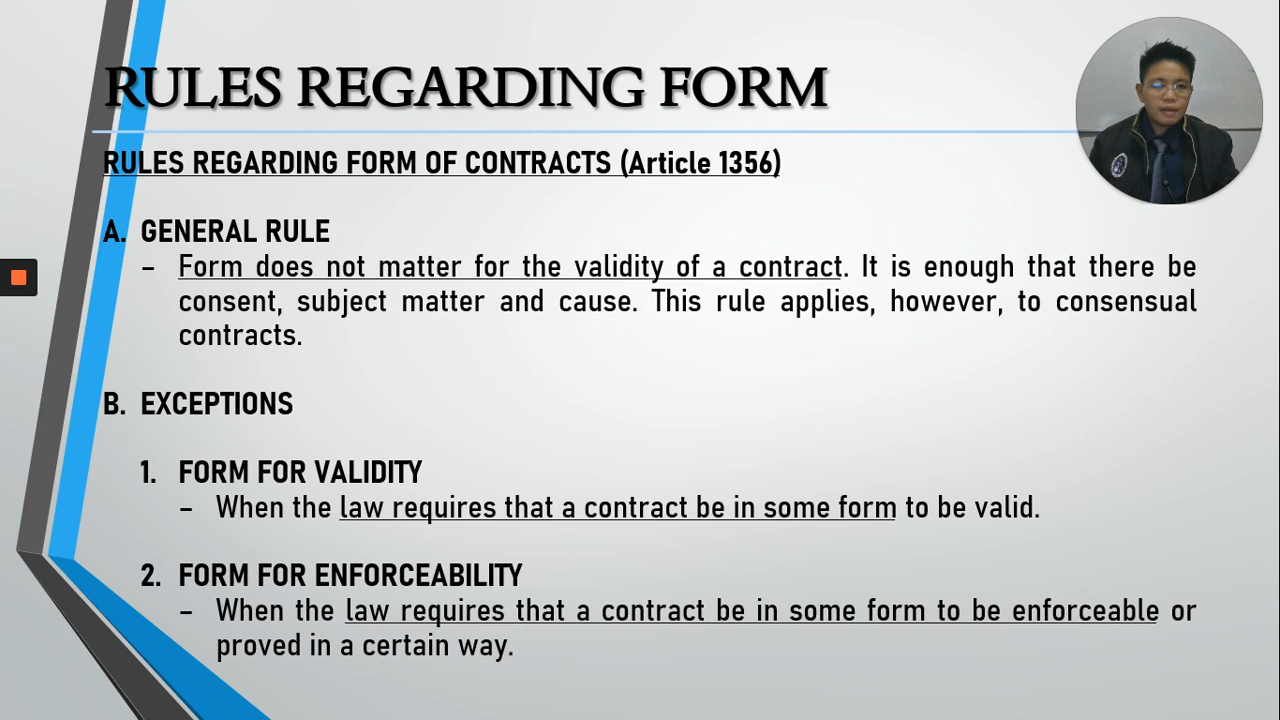 RULES REGARDING FORM
RULES REGARDING FORM OF CONTRACTS (Article 1356)
A. GENERAL RULE
– Form does not matter for the validity of a contract. It is enough that there be
consent, subject matter and cause. This rule applies, however, to consensual
contracts.
B. EXCEPTIONS
1. FORM FOR VALIDITY
– When the law requires that a contract be in some form to be valid.
2. FORM FOR ENFORCEABILITY
– When the law requires that a contract be in some form to be enforceable or
proved in a certain way.